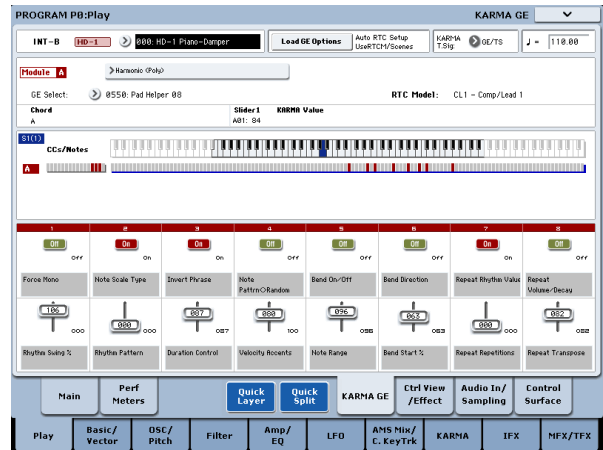 PROGRAM P0:Play KARMA GE
INT-B HD-1 000: HD-1 Piano-Damper Load GE Options Auto RTC Setup UseRTCM/Scenes KARMA T.Sig: GE/TS ♩ = 110.00
Module A Harmonic (Poly)
GE Select: 0550: Pad Helper 08 RTC Model: CL1 - Comp/Lead 1
Chord Slider1 KARMA Value
A A01: 84
S1(1)
CCs/Notes
A
1 2 3 4 5 6 7 8
Off On On Off Off Off On Off
Off On On Off Off Off On Off
Force Mono Note Scale Type Invert Phrase Note Pattrn<>Random Bend On/Off Bend Direction Repeat Rhythm Value Repeat Volume/Decay
106 000 087 080 096 063 000 082
000 000 087 100 096 063 000 082
Rhythm Swing % Rhythm Pattern Duration Control Velocity Accents Note Range Bend Start % Repeat Repetitions Repeat Transpose
Main Perf Meters Quick Layer Quick Split KARMA GE Ctrl View /Effect Audio In/ Sampling Control Surface
Play Basic/ Vector OSC/ Pitch Filter Amp/ EQ LFO AMS Mix/ C. KeyTrk KARMA IFX MFX/TFX